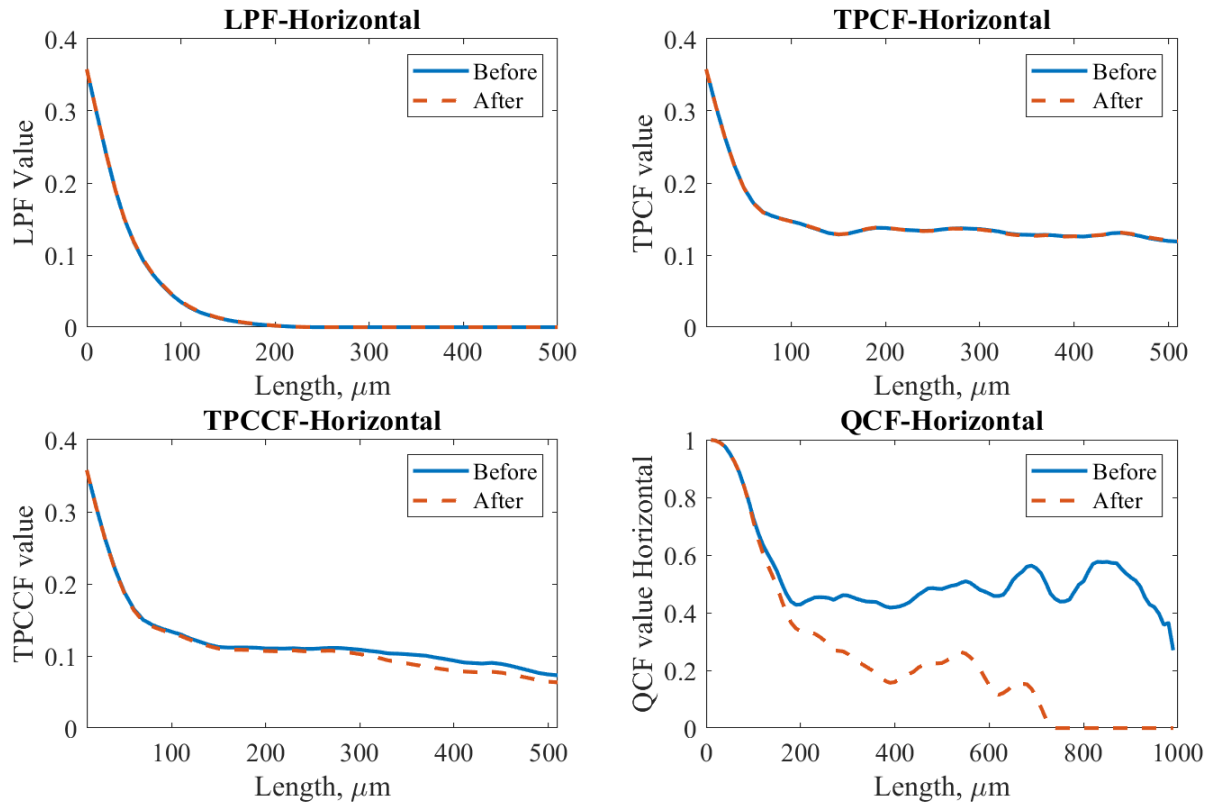 LPF-Horizontal
0.4
0.3
0.2
0.1
0
LPF Value
Before
After
0 100 200 300 400 500
Length, μm
TPCF-Horizontal
0.4
0.3
0.2
0.1
0
TPCF value
Before
After
100 200 300 400 500
Length, μm
TPCCF-Horizontal
0.4
0.3
0.2
0.1
0
TPCCF value
Before
After
100 200 300 400 500
Length, μm
QCF-Horizontal
1
0.8
0.6
0.4
0.2
0
QCF value Horizontal
Before
After
0 200 400 600 800 1000
Length, μm